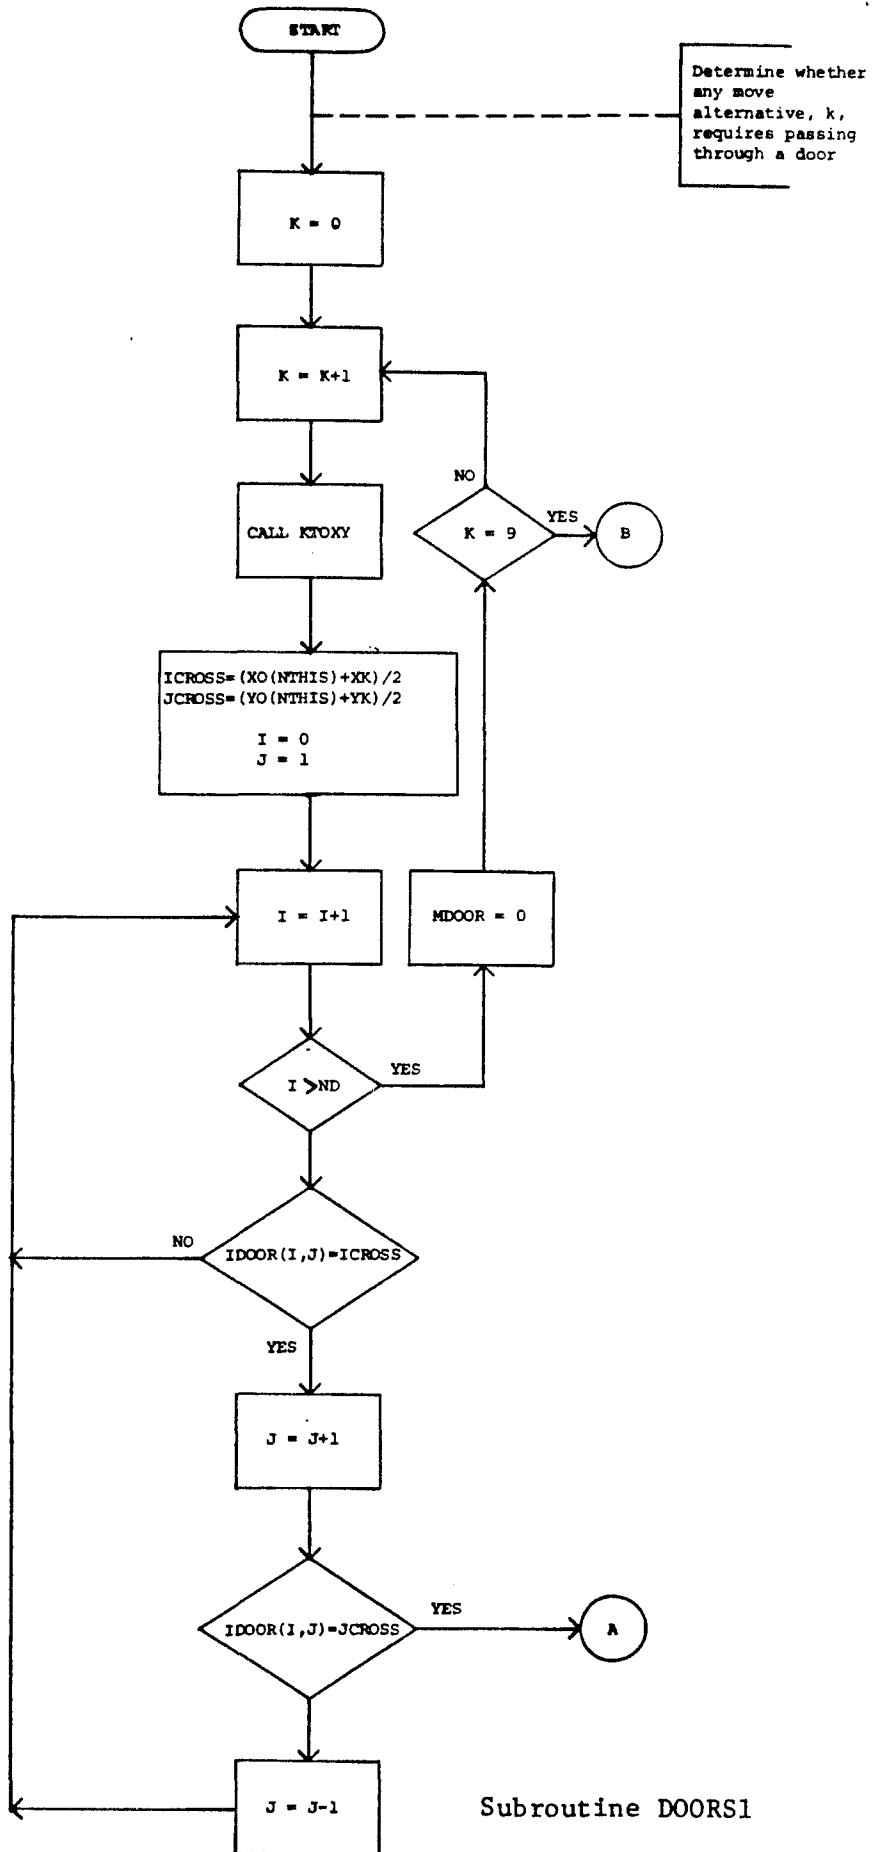 START
Determine whether
any move
alternative, k,
requires passing
through a door
K = 0
K = K+1
NO
CALL KTOXY
K = 9
YES
B
ICROSS=(XO(NTHIS)+XK)/2
JCROSS=(YO(NTHIS)+YK)/2
I = 0
J = 1
I = I+1
MDOOR = 0
I >ND
YES
NO
IDOOR(I,J)=ICROSS
YES
J = J+1
IDOOR(I,J)=JCROSS
YES
A
J = J-1
Subroutine DOORS1